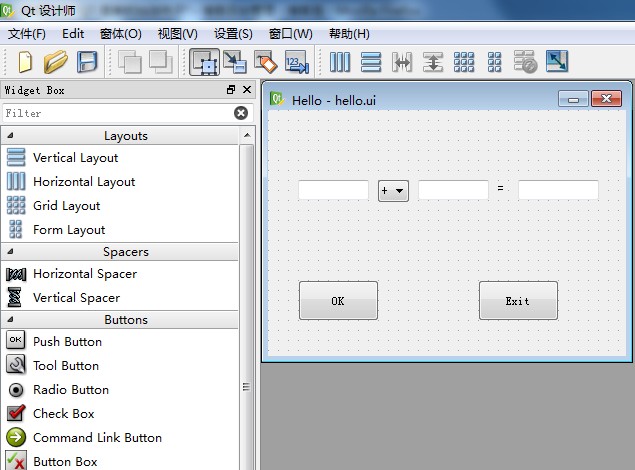 Qt 设计师
文件(F) Edit 窗体(O) 视图(V) 设置(S) 窗口(W) 帮助(H)
123
Widget Box
Filter
Layouts
Vertical Layout
Horizontal Layout
Grid Layout
Form Layout
Spacers
Horizontal Spacer
Vertical Spacer
Buttons
OK Push Button
Tool Button
Radio Button
Check Box
Command Link Button
Button Box
Hello - hello.ui
+ =
OK Exit